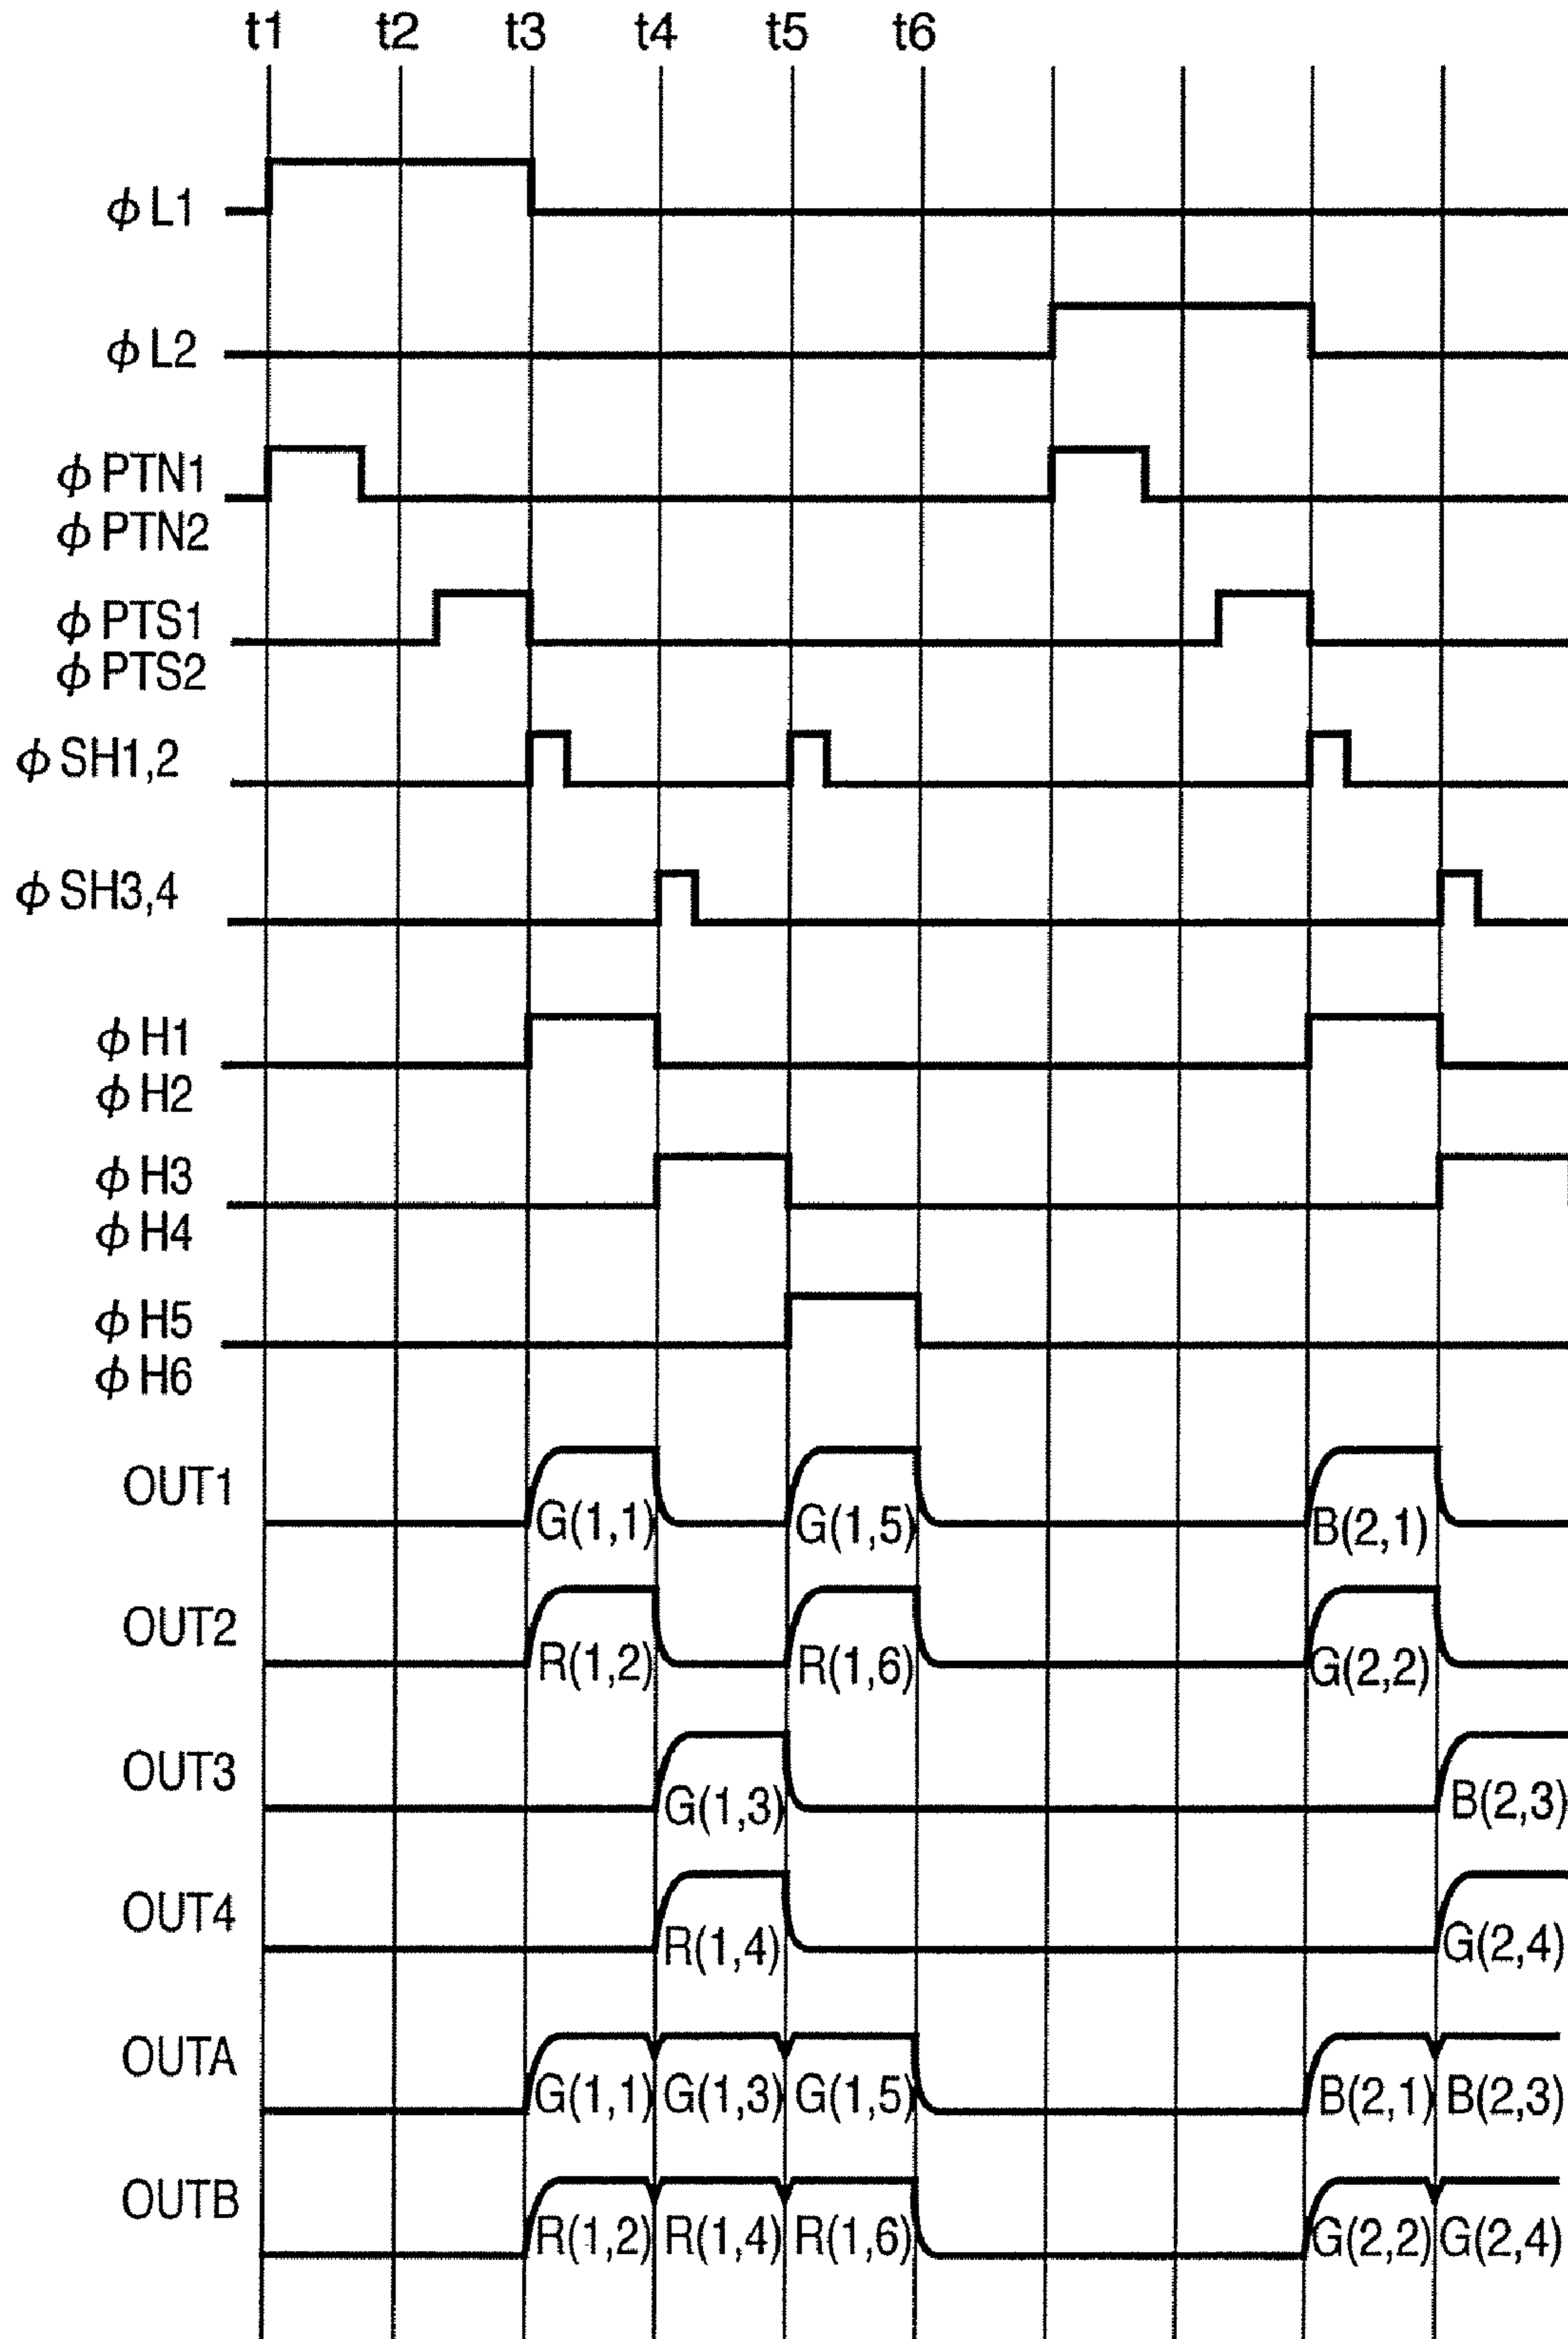 t1 t2 t3 t4 t5 t6
ϕL1
ϕL2
ϕPTN1
ϕPTN2
ϕPTS1
ϕPTS2
ϕSH1,2
ϕSH3,4
ϕH1
ϕH2
ϕH3
ϕH4
ϕH5
ϕH6
OUT1 G(1,1) G(1,5) B(2,1)
OUT2 R(1,2) R(1,6) G(2,2)
OUT3 G(1,3) B(2,3)
OUT4 R(1,4) G(2,4)
OUTA G(1,1) G(1,3) G(1,5) B(2,1) B(2,3)
OUTB R(1,2) R(1,4) R(1,6) G(2,2) G(2,4)